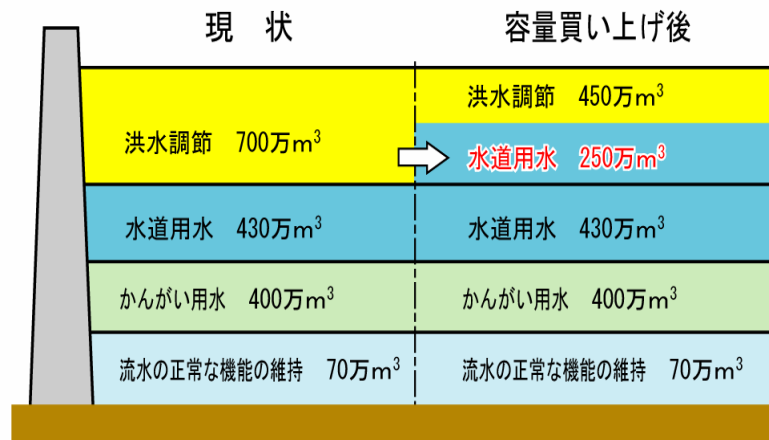 現　状
容量買い上げ後
洪水調節　700万m³
洪水調節　450万m³
水道用水　250万m³
水道用水　430万m³
水道用水　430万m³
かんがい用水　400万m³
かんがい用水　400万m³
流水の正常な機能の維持　70万m³
流水の正常な機能の維持　70万m³